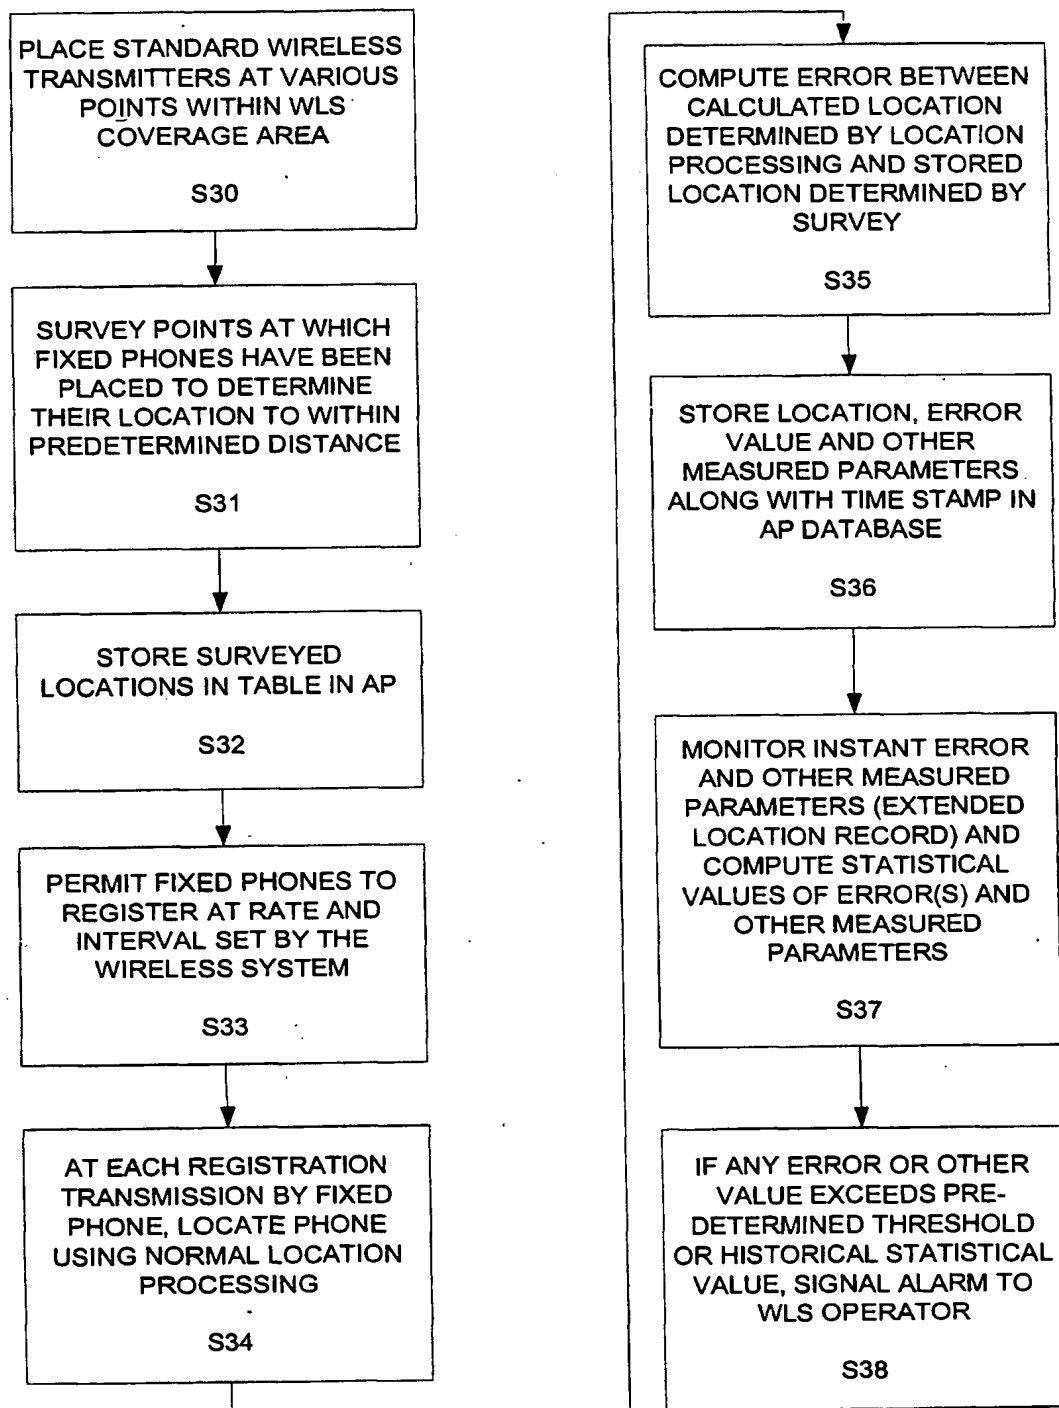 PLACE STANDARD WIRELESS
TRANSMITTERS AT VARIOUS
POINTS WITHIN WLS
COVERAGE AREA
S30
SURVEY POINTS AT WHICH
FIXED PHONES HAVE BEEN
PLACED TO DETERMINE
THEIR LOCATION TO WITHIN
PREDETERMINED DISTANCE
S31
STORE SURVEYED
LOCATIONS IN TABLE IN AP
S32
PERMIT FIXED PHONES TO
REGISTER AT RATE AND
INTERVAL SET BY THE
WIRELESS SYSTEM
S33
AT EACH REGISTRATION
TRANSMISSION BY FIXED
PHONE, LOCATE PHONE
USING NORMAL LOCATION
PROCESSING
S34
COMPUTE ERROR BETWEEN
CALCULATED LOCATION
DETERMINED BY LOCATION
PROCESSING AND STORED
LOCATION DETERMINED BY
SURVEY
S35
STORE LOCATION, ERROR
VALUE AND OTHER
MEASURED PARAMETERS
ALONG WITH TIME STAMP IN
AP DATABASE
S36
MONITOR INSTANT ERROR
AND OTHER MEASURED
PARAMETERS (EXTENDED
LOCATION RECORD) AND
COMPUTE STATISTICAL
VALUES OF ERROR(S) AND
OTHER MEASURED
PARAMETERS
S37
IF ANY ERROR OR OTHER
VALUE EXCEEDS PRE-
DETERMINED THRESHOLD
OR HISTORICAL STATISTICAL
VALUE, SIGNAL ALARM TO
WLS OPERATOR
S38